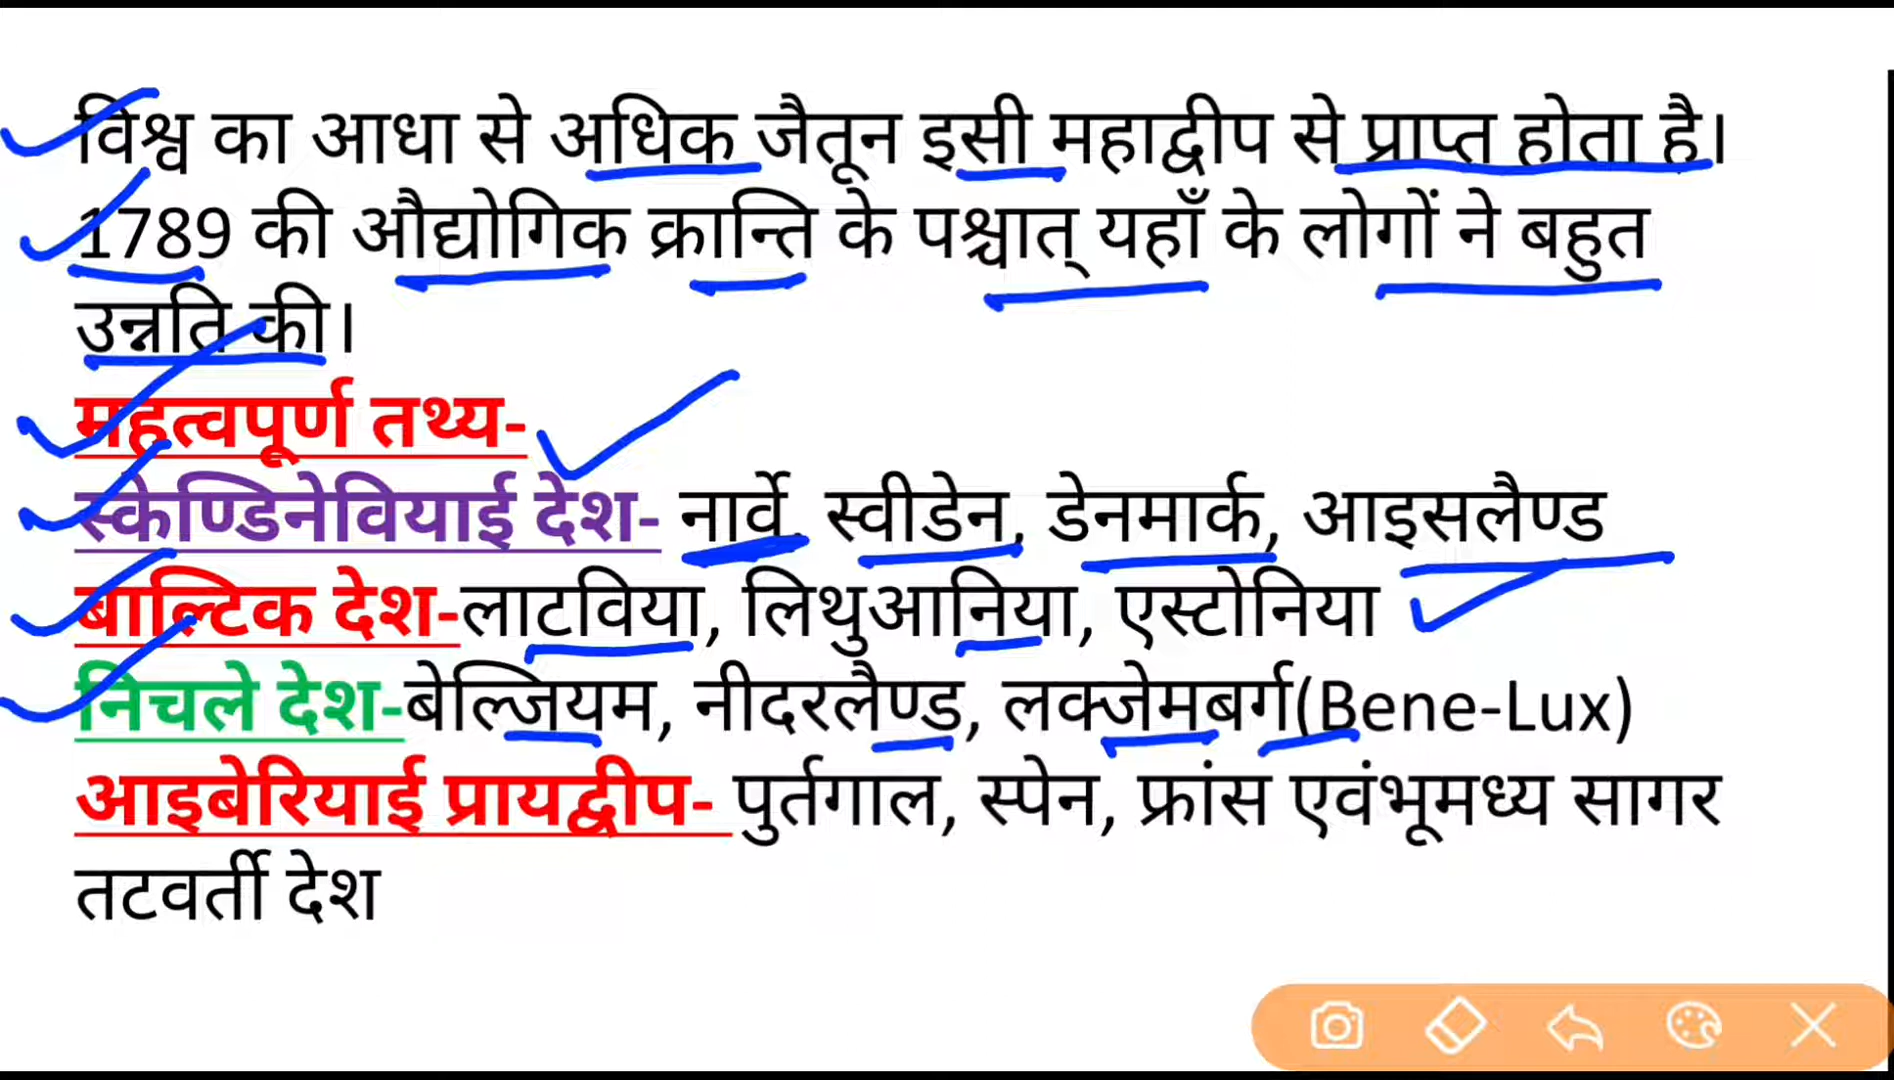 विश्व का आधा से अधिक जैतून इसी महाद्वीप से प्राप्त होता है।
1789 की औद्योगिक क्रान्ति के पश्चात् यहाँ के लोगों ने बहुत
उन्नति की।
महत्वपूर्ण तथ्य-
स्केण्डिनेवियाई देश- नार्वे, स्वीडेन, डेनमार्क, आइसलैण्ड
बाल्टिक देश-लाटविया, लिथुआनिया, एस्टोनिया
निचले देश-बेल्जियम, नीदरलैण्ड, लक्जेमबर्ग(Bene-Lux)
आइबेरियाई प्रायद्वीप- पुर्तगाल, स्पेन, फ्रांस एवंभूमध्य सागर
तटवर्ती देश